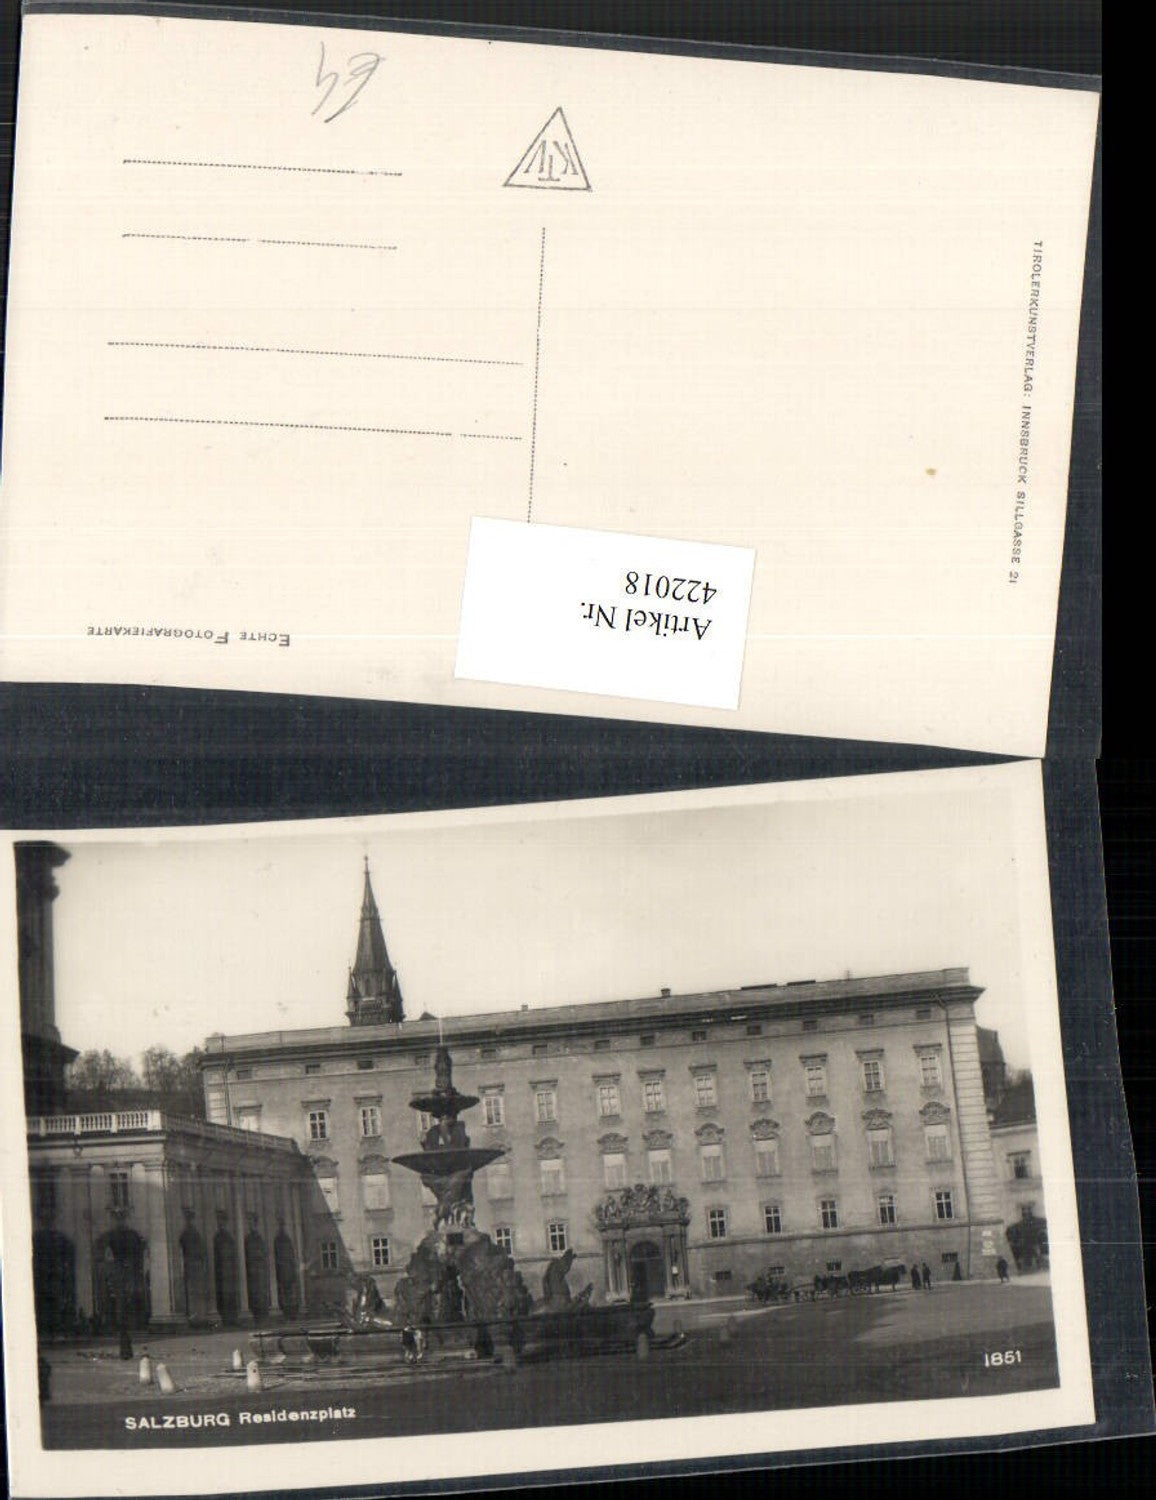 E4
KTV
TIROLERKUNSTVERLAG: INNSBRUCK SILLGASSE 21
Artikel Nr.
422018
ECHTE FOTOGRAFIEKARTE
1851
SALZBURG Residenzplatz